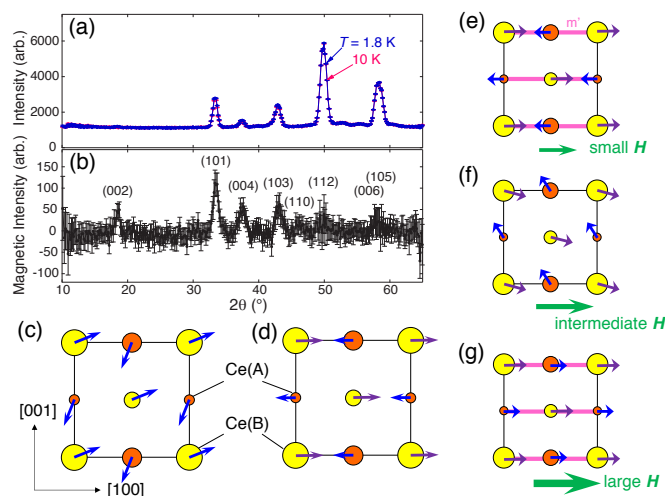 (a)
Intensity (arb.)
6000
4000
2000
0
T = 1.8 K
10 K
(b)
Magnetic Intensity (arb.)
150
100
50
0
-50
-100
(002)
(101)
(004)
(103)
(110)
(112)
(105)
(006)
10 20 30 40 50 60
2θ (°)
(c)
(d)
Ce(A)
Ce(B)
[001]
[100]
(e)
m'
small H
(f)
intermediate H
(g)
large H